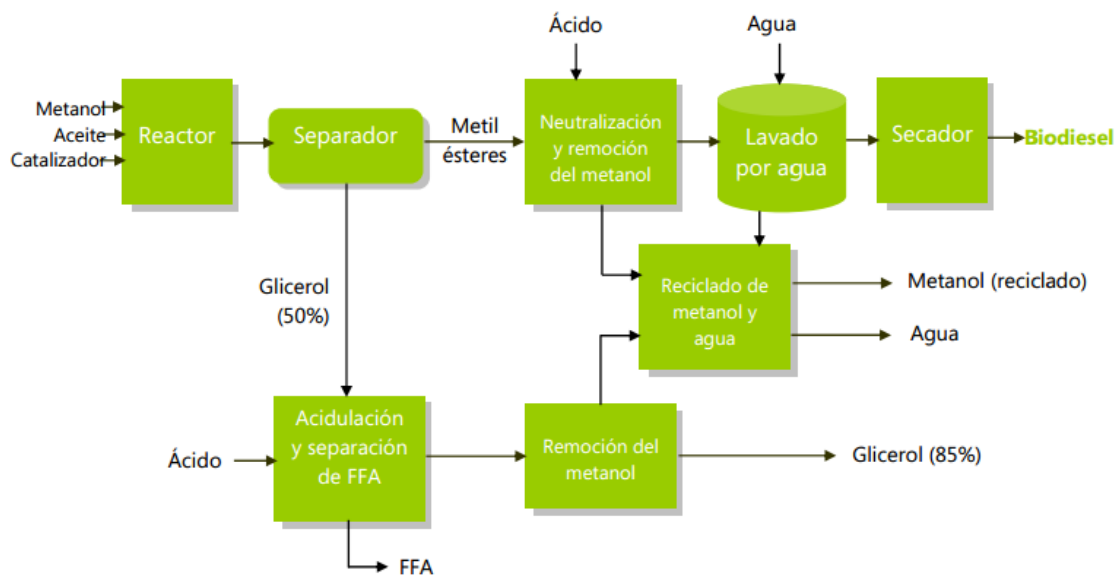 Ácido
Agua
Metanol
Aceite
Catalizador
Reactor
Separador
Metil
ésteres
Neutralización
y remoción
del metanol
Lavado
por agua
Secador
Biodiesel
Glicerol
(50%)
Reciclado de
metanol y
agua
Metanol (reciclado)
Agua
Ácido
Acidulación
y separación
de FFA
Remoción del
metanol
Glicerol (85%)
FFA